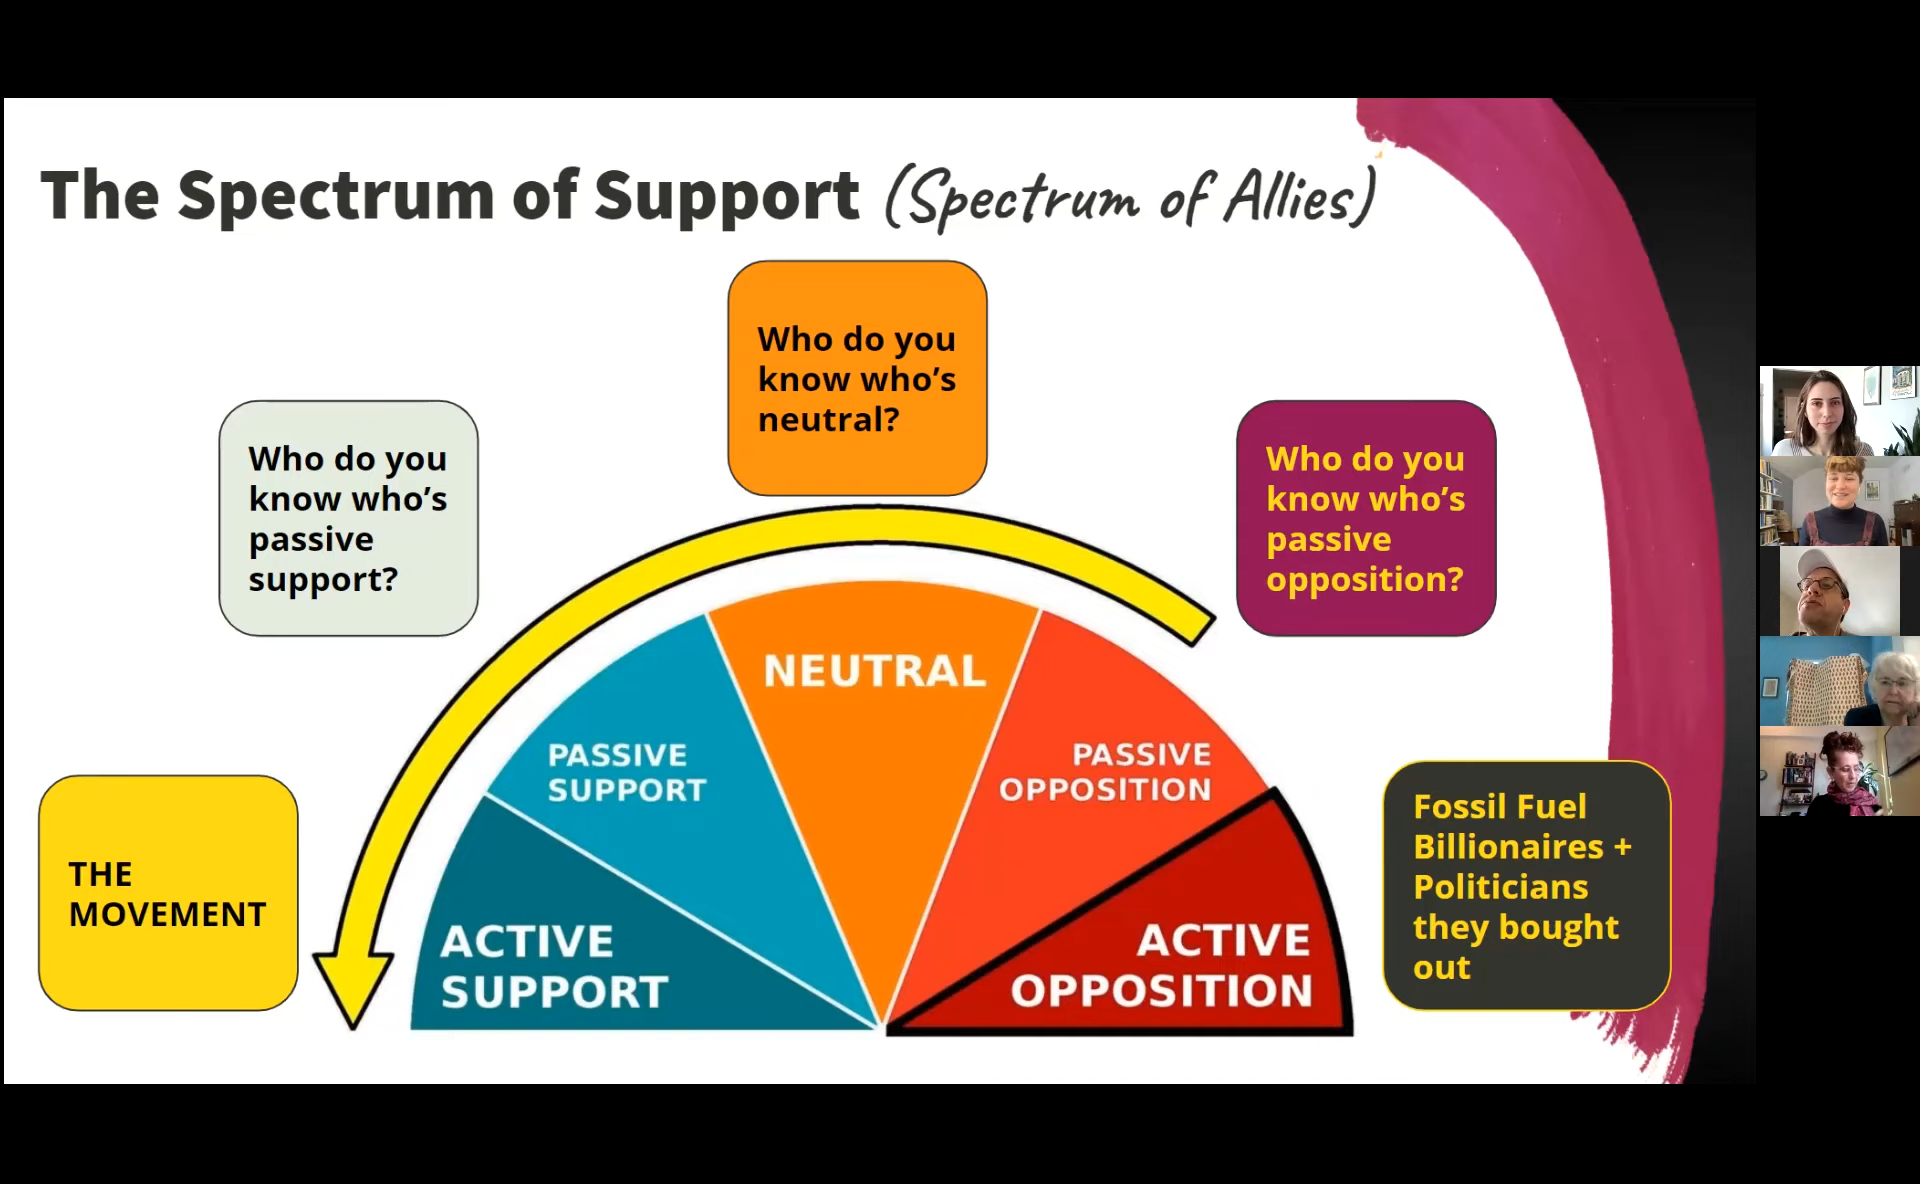 The Spectrum of Support (Spectrum of Allies)
Who do you
know who's
neutral?
Who do you
know who's
passive
support?
Who do you
know who's
passive
opposition?
NEUTRAL
PASSIVE
SUPPORT
PASSIVE
OPPOSITION
THE
MOVEMENT
ACTIVE
SUPPORT
ACTIVE
OPPOSITION
Fossil Fuel
Billionaires +
Politicians
they bought
out